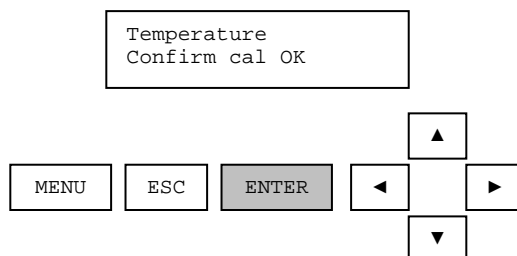 Temperature
Confirm cal OK
▲
MENU ESC ENTER ◄ ►
▼